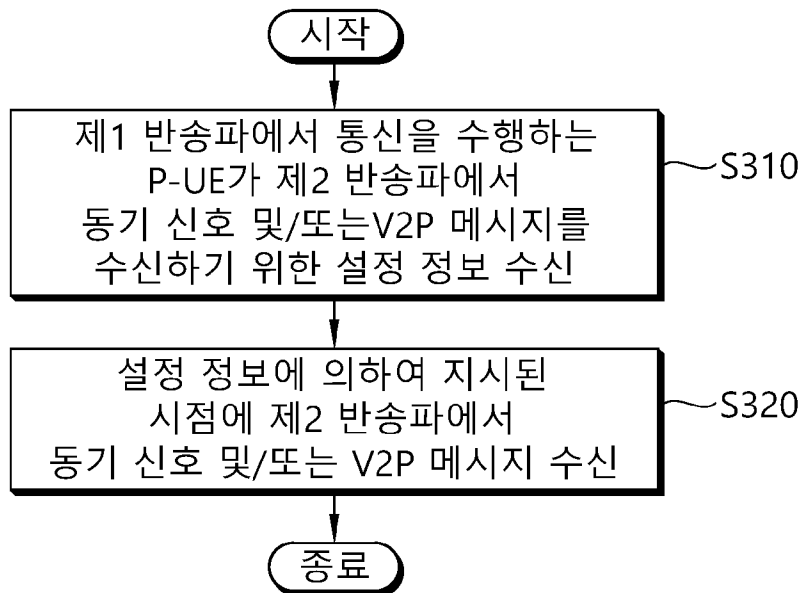 시작
제1 반송파에서 통신을 수행하는
P-UE가 제2 반송파에서
동기 신호 및/또는V2P 메시지를
수신하기 위한 설정 정보 수신
S310
설정 정보에 의하여 지시된
시점에 제2 반송파에서
동기 신호 및/또는 V2P 메시지 수신
S320
종료